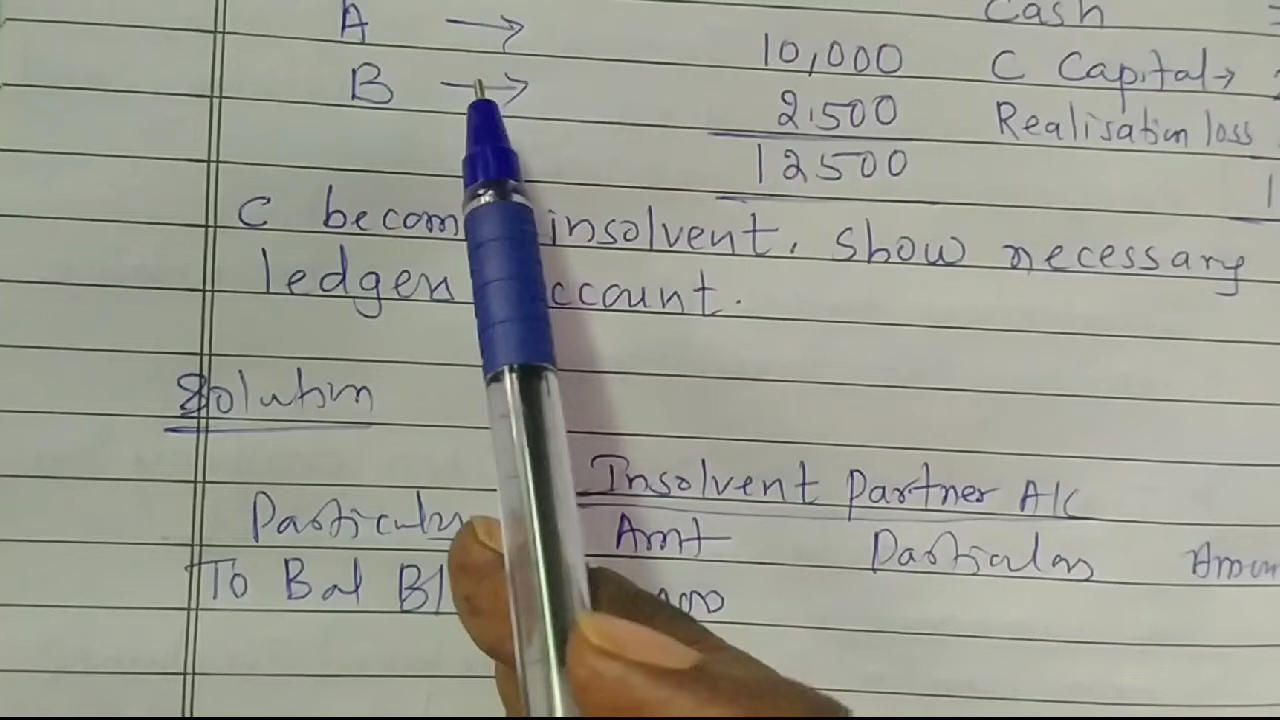 A → Cash
B → 10,000 C Capital →
2.500 Realisation loss
12500
C becom insolvent. Show necessary
ledger ccount.
Solution
Insolvent Partner A/C
Particular Amt Particulars Amoun
To Bal B/